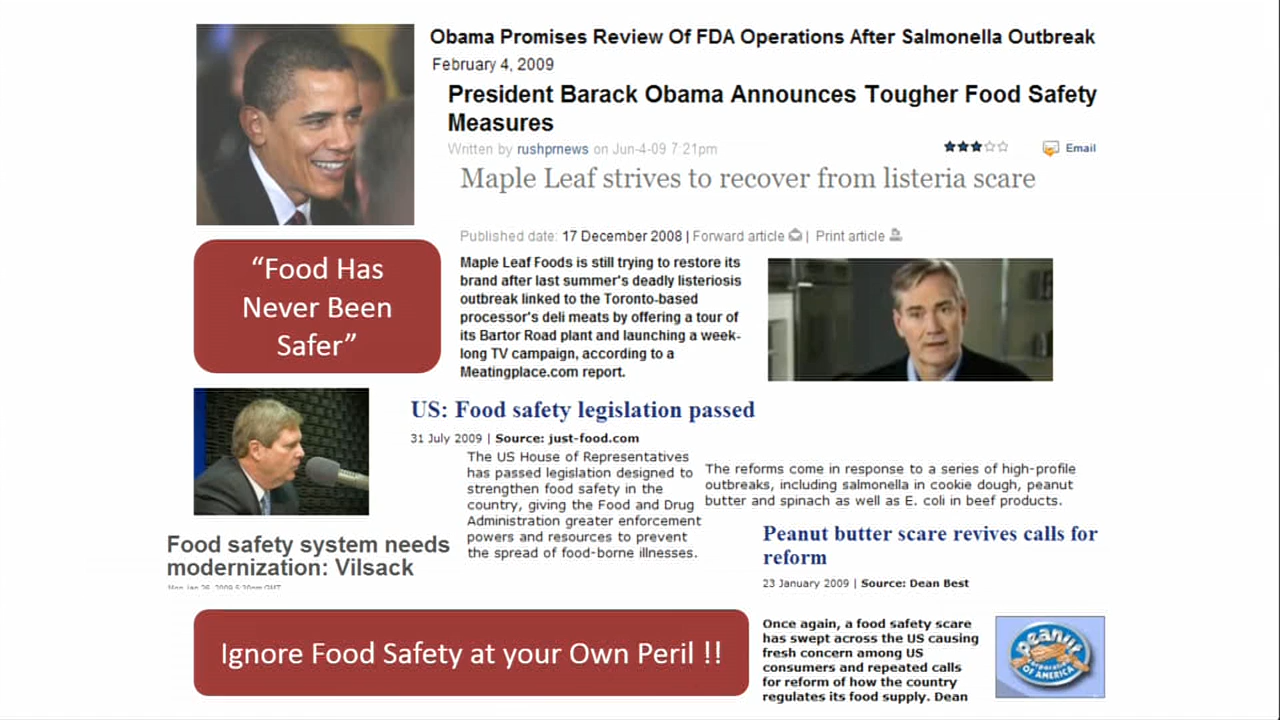 Obama Promises Review Of FDA Operations After Salmonella Outbreak
February 4, 2009
President Barack Obama Announces Tougher Food Safety
Measures
Written by rushprnews on Jun-4-09 7:21pm
Email
Maple Leaf strives to recover from listeria scare
Published date: 17 December 2008 | Forward article | Print article
“Food Has
Never Been
Safer”
Maple Leaf Foods is still trying to restore its
brand after last summer's deadly listeriosis
outbreak linked to the Toronto-based
processor's deli meats by offering a tour of
its Bartor Road plant and launching a week-
long TV campaign, according to a
Meatingplace.com report.
US: Food safety legislation passed
31 July 2009 | Source: just-food.com
The US House of Representatives
has passed legislation designed to
strengthen food safety in the
country, giving the Food and Drug
Administration greater enforcement
powers and resources to prevent
the spread of food-borne illnesses.
The reforms come in response to a series of high-profile
outbreaks, including salmonella in cookie dough, peanut
butter and spinach as well as E. coli in beef products.
Food safety system needs
modernization: Vilsack
Mon Jan 26, 2009 5:20pm GMT
Peanut butter scare revives calls for
reform
23 January 2009 | Source: Dean Best
Ignore Food Safety at your Own Peril !!
Once again, a food safety scare
has swept across the US causing
fresh concern among US
consumers and repeated calls
for reform of how the country
regulates its food supply. Dean
Peanut
Corporation
OF AMERICA